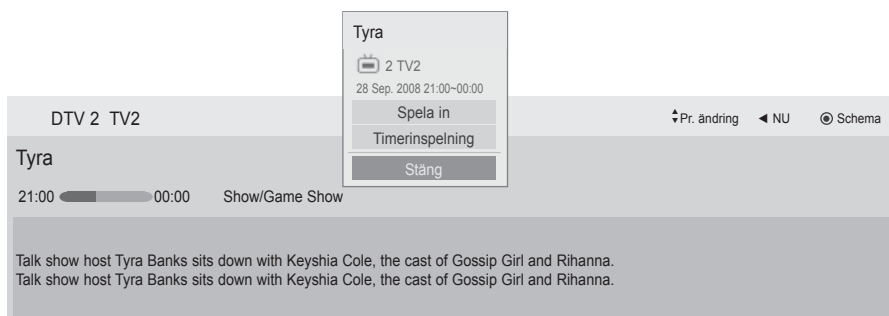 Tyra
2 TV2
28 Sep. 2008 21:00~00:00
Spela in
Timerinspelning
Stäng
DTV 2 TV2
Pr. ändring
NU
Schema
Tyra
21:00 00:00 Show/Game Show
Talk show host Tyra Banks sits down with Keyshia Cole, the cast of Gossip Girl and Rihanna.
Talk show host Tyra Banks sits down with Keyshia Cole, the cast of Gossip Girl and Rihanna.